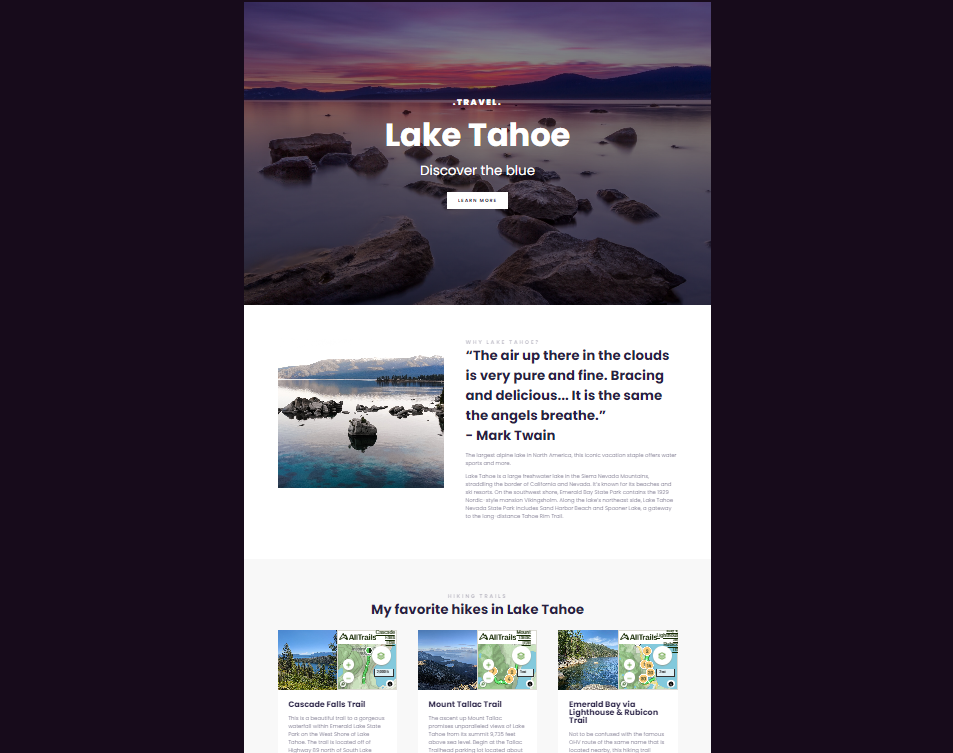 .TRAVEL.
Lake Tahoe
Discover the blue
LEARN MORE
WHY LAKE TAHOE?
“The air up there in the clouds
is very pure and fine. Bracing
and delicious... It is the same
the angels breathe.”
- Mark Twain
The largest alpine lake in North America, this iconic vacation staple offers water
sports and more.
Lake Tahoe is a large freshwater lake in the Sierra Nevada Mountains,
straddling the border of California and Nevada. It’s known for its beaches and
ski resorts. On the southwest shore, Emerald Bay State Park contains the 1929
Nordic-style mansion Vikingsholm. Along the lake’s northeast side, Lake Tahoe
Nevada State Park includes Sand Harbor Beach and Spooner Lake, a gateway
to the long-distance Tahoe Rim Trail.
HIKING TRAILS
My favorite hikes in Lake Tahoe
AllTrails
Cascade
AllTrails
Mount
AllTrails
Cascade Falls Trail
This is a beautiful trail to a gorgeous
waterfall within Emerald Lake State
Park on the West Shore of Lake
Tahoe. The trail is located off of
Highway 89 north of South Lake
Mount Tallac Trail
The ascent up Mount Tallac
promises unparalleled views of Lake
Tahoe from its summit 9,735 feet
above sea level. Begin at the Tallac
Trailhead parking lot located about
Emerald Bay via
Lighthouse & Rubicon
Trail
Not to be confused with the famous
OHV route of the same name that is
located nearby, this hiking trail